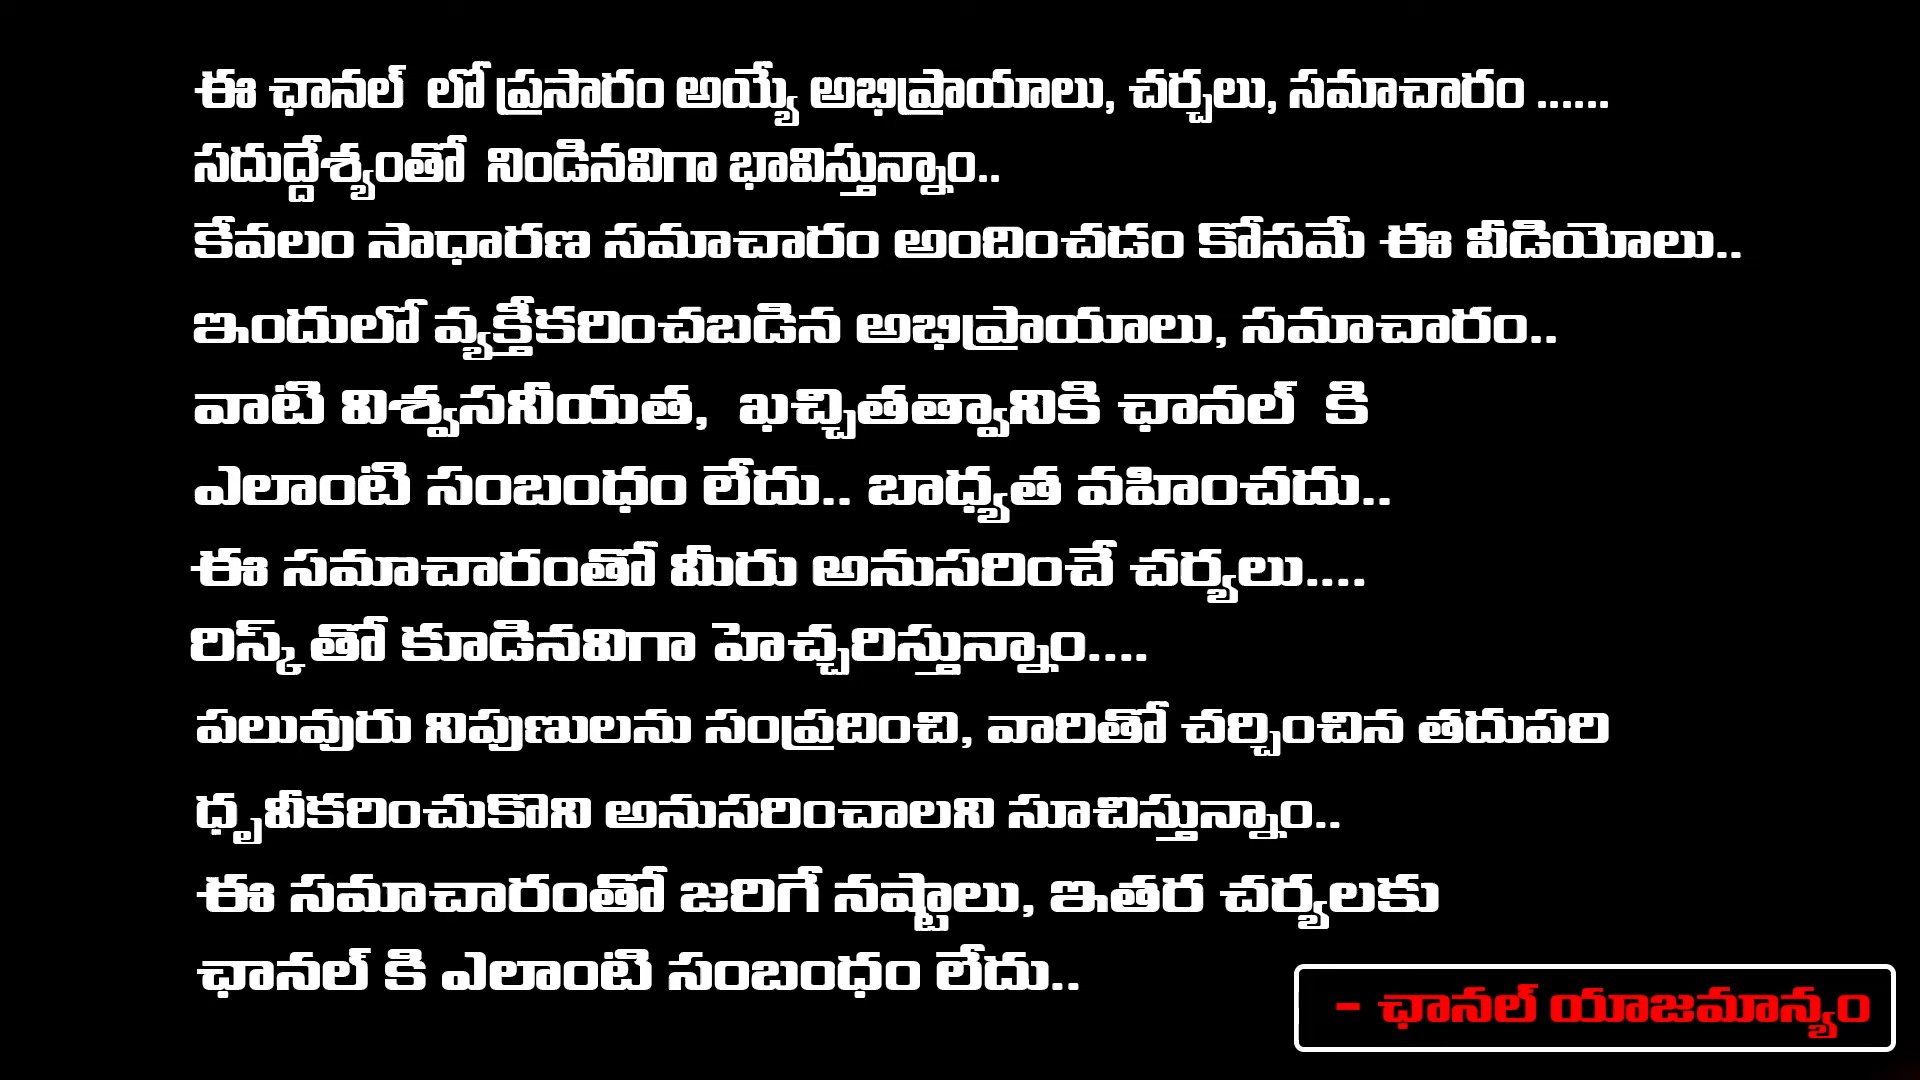 ఈ ఛానల్ లో ప్రసారం అయ్యే అభిప్రాయాలు, చర్చలు, సమాచారం ......
సదుద్దేశ్యంతో నిండినవిగా భావిస్తున్నాం..
కేవలం సాధారణ సమాచారం అందించడం కోసమే ఈ వీడియోలు..
ఇందులో వ్యక్తీకరించబడిన అభిప్రాయాలు, సమాచారం..
వాటి విశ్వసనీయత, ఖచ్చితత్వానికి ఛానల్ కి
ఎలాంటి సంబంధం లేదు.. బాధ్యత వహించదు..
ఈ సమాచారంతో మీరు అనుసరించే చర్యలు....
రిస్క్ తో కూడినవిగా హెచ్చరిస్తున్నాం....
పలువురు నిపుణులను సంప్రదించి, వారితో చర్చించిన తదుపరి
ధృవీకరించుకొని అనుసరించాలని సూచిస్తున్నాం..
ఈ సమాచారంతో జరిగే నష్టాలు, ఇతర చర్యలకు
ఛానల్ కి ఎలాంటి సంబంధం లేదు..
- ఛానల్ యాజమాన్యం